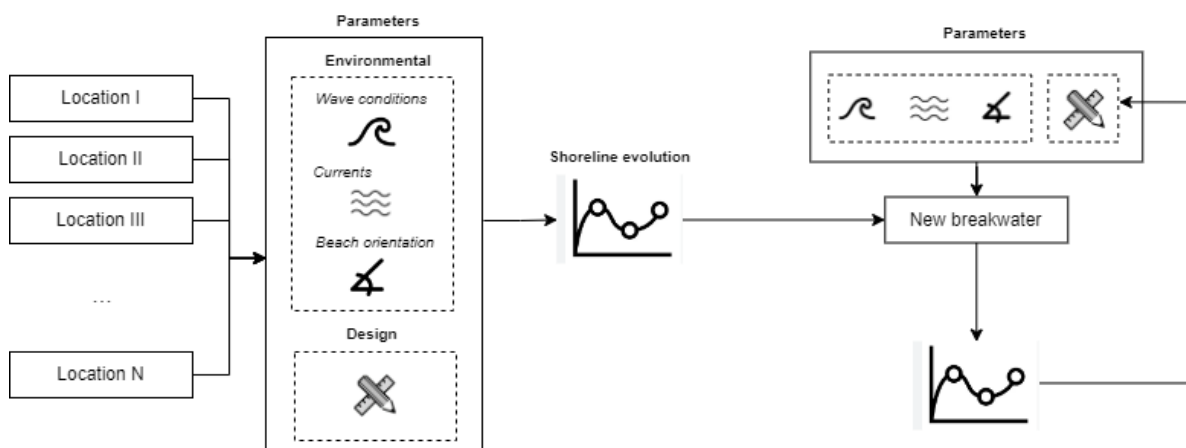 Parameters
Environmental
Location I
Location II
Location III
...
Location N
Wave conditions
Currents
Beach orientation
Design
Shoreline evolution
Parameters
New breakwater